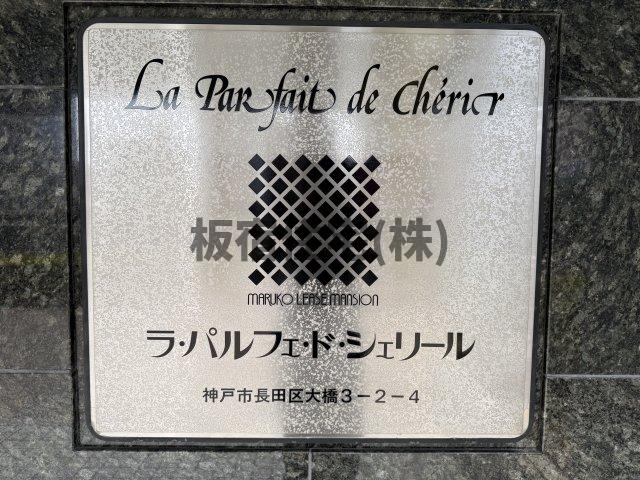 La Parfait de Chérir
板宿 (株)
MARUKO LEASE MANSION
ラ・パルフェ・ド・シェリール
神戸市長田区大橋3-2-4